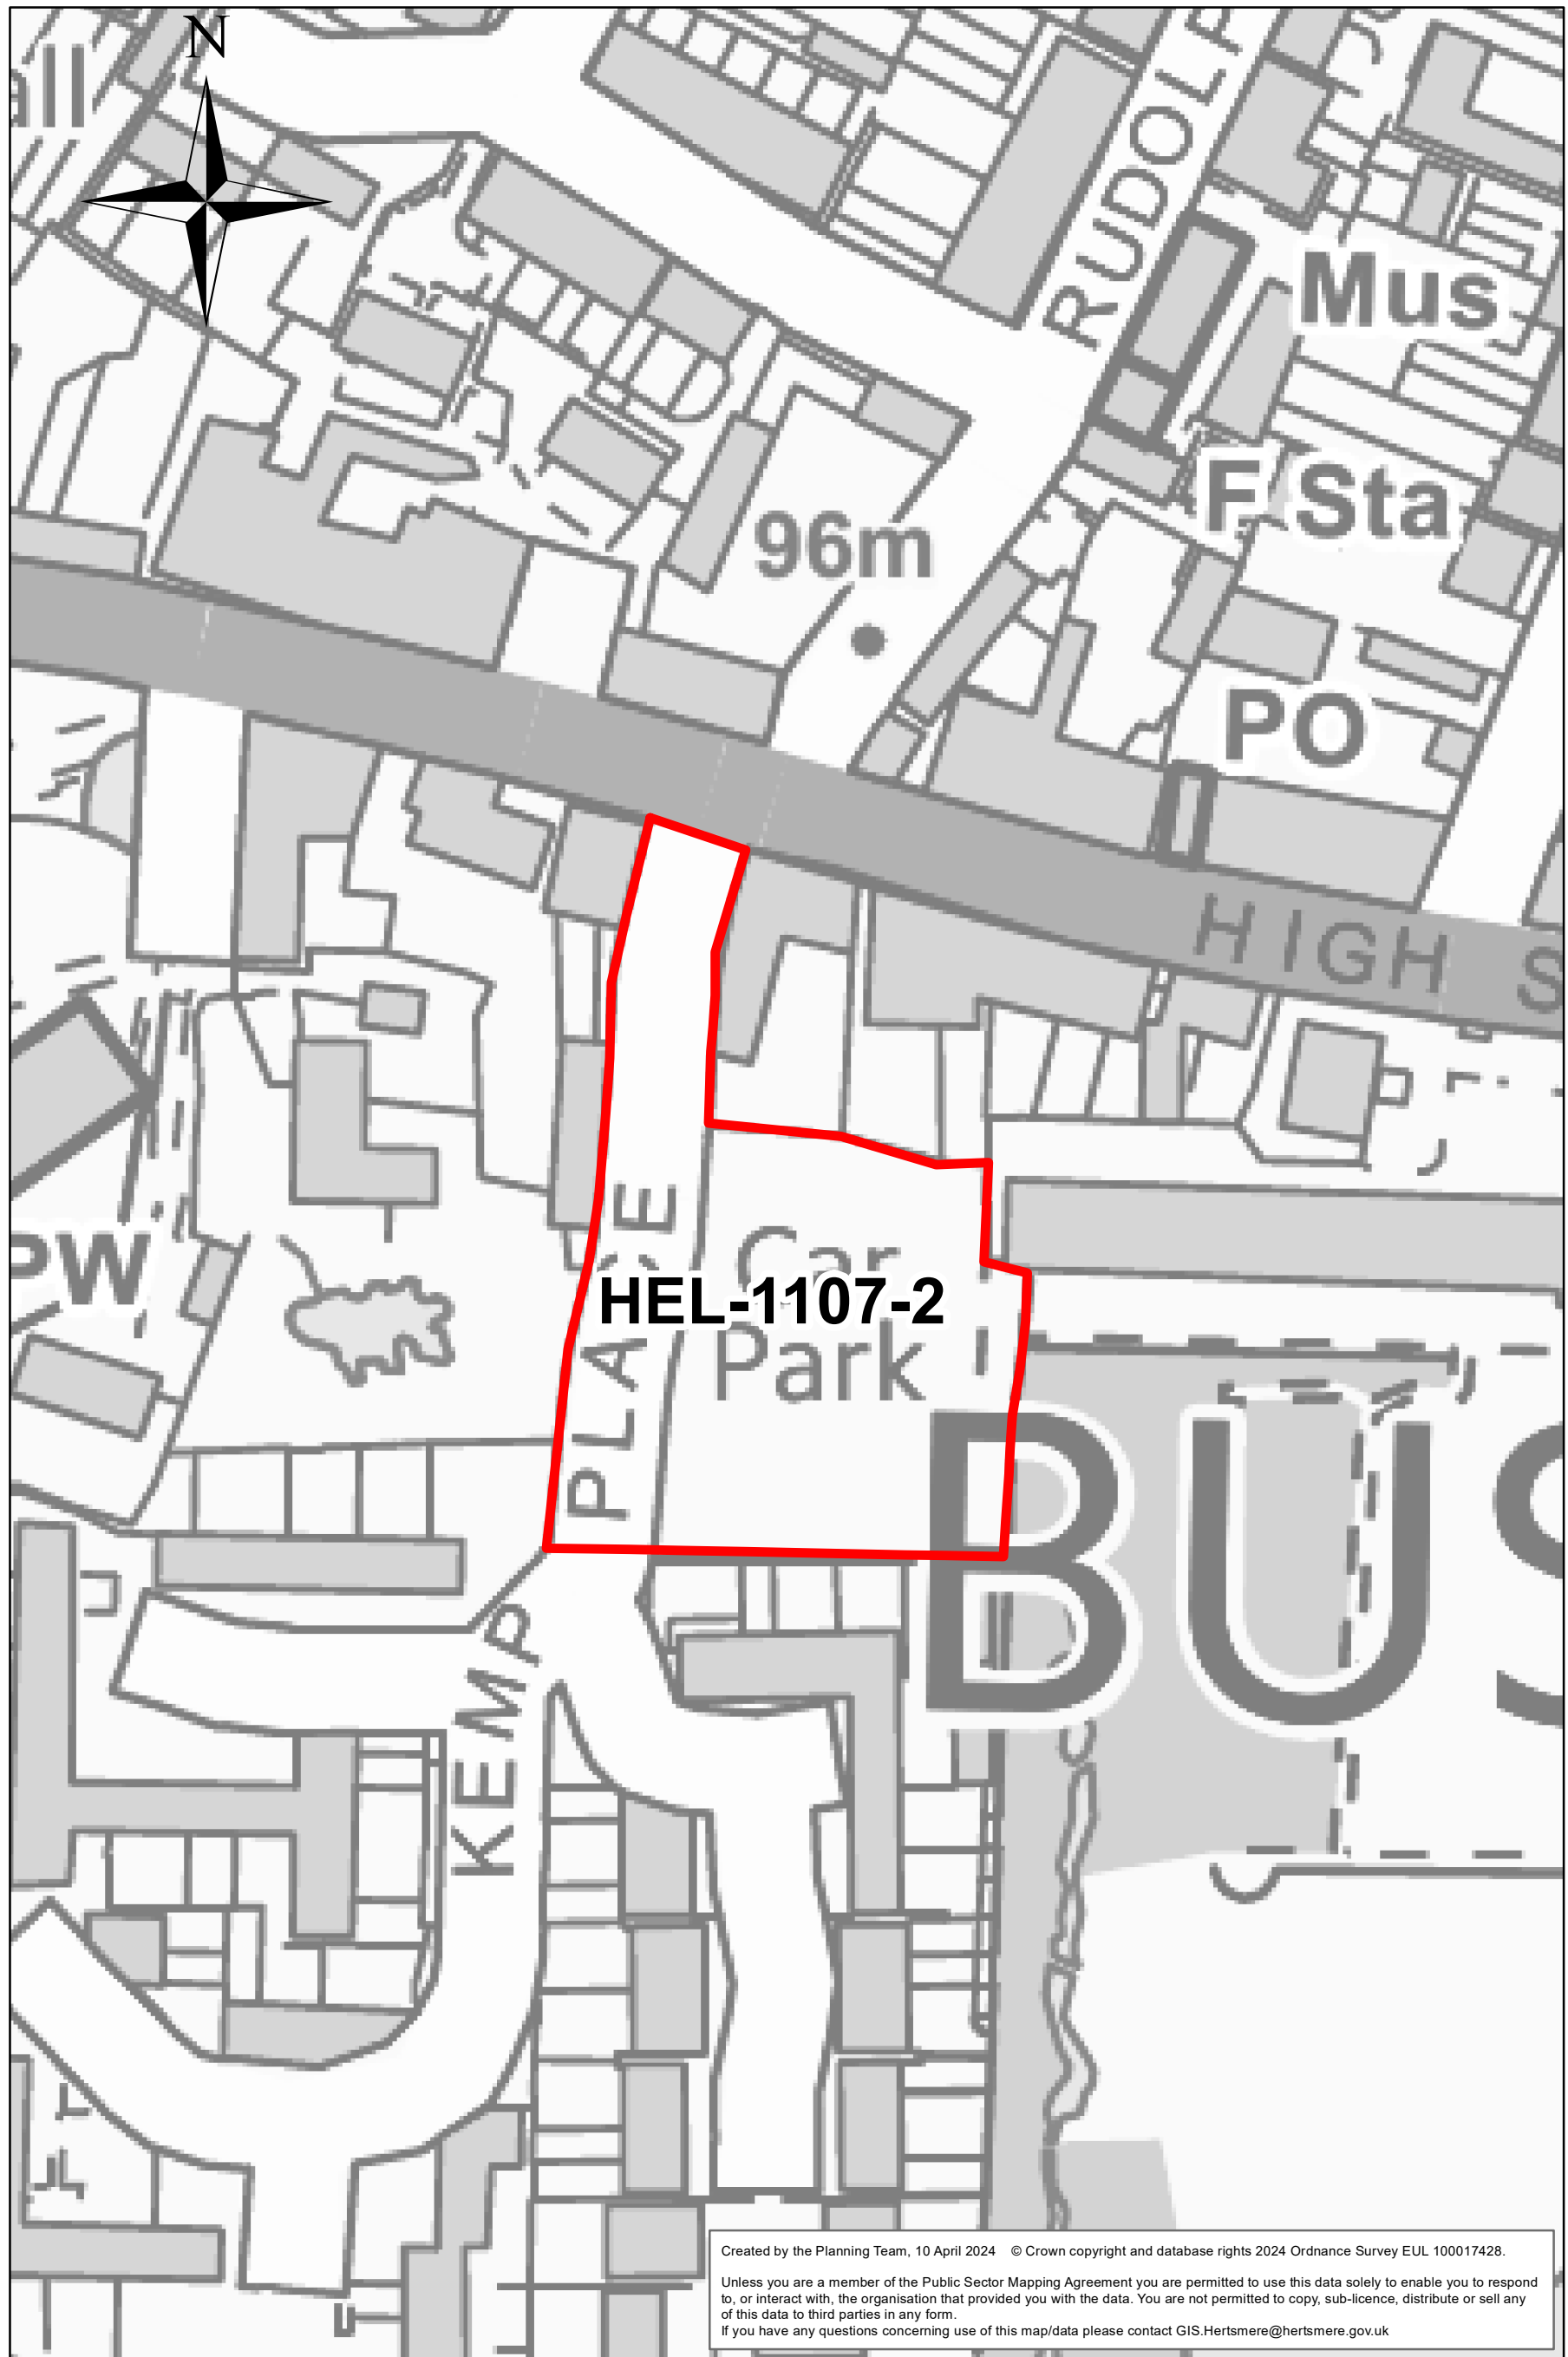 N
all
RUDOLP
Mus
F Sta
96m
PO
HIGH S
PLACE
Car
Park
HEL-1107-2
PW
BUS
KEMP
Created by the Planning Team, 10 April 2024 © Crown copyright and database rights 2024 Ordnance Survey EUL 100017428.
Unless you are a member of the Public Sector Mapping Agreement you are permitted to use this data solely to enable you to respond
to, or interact with, the organisation that provided you with the data. You are not permitted to copy, sub-licence, distribute or sell any
of this data to third parties in any form.
If you have any questions concerning use of this map/data please contact GIS.Hertsmere@hertsmere.gov.uk